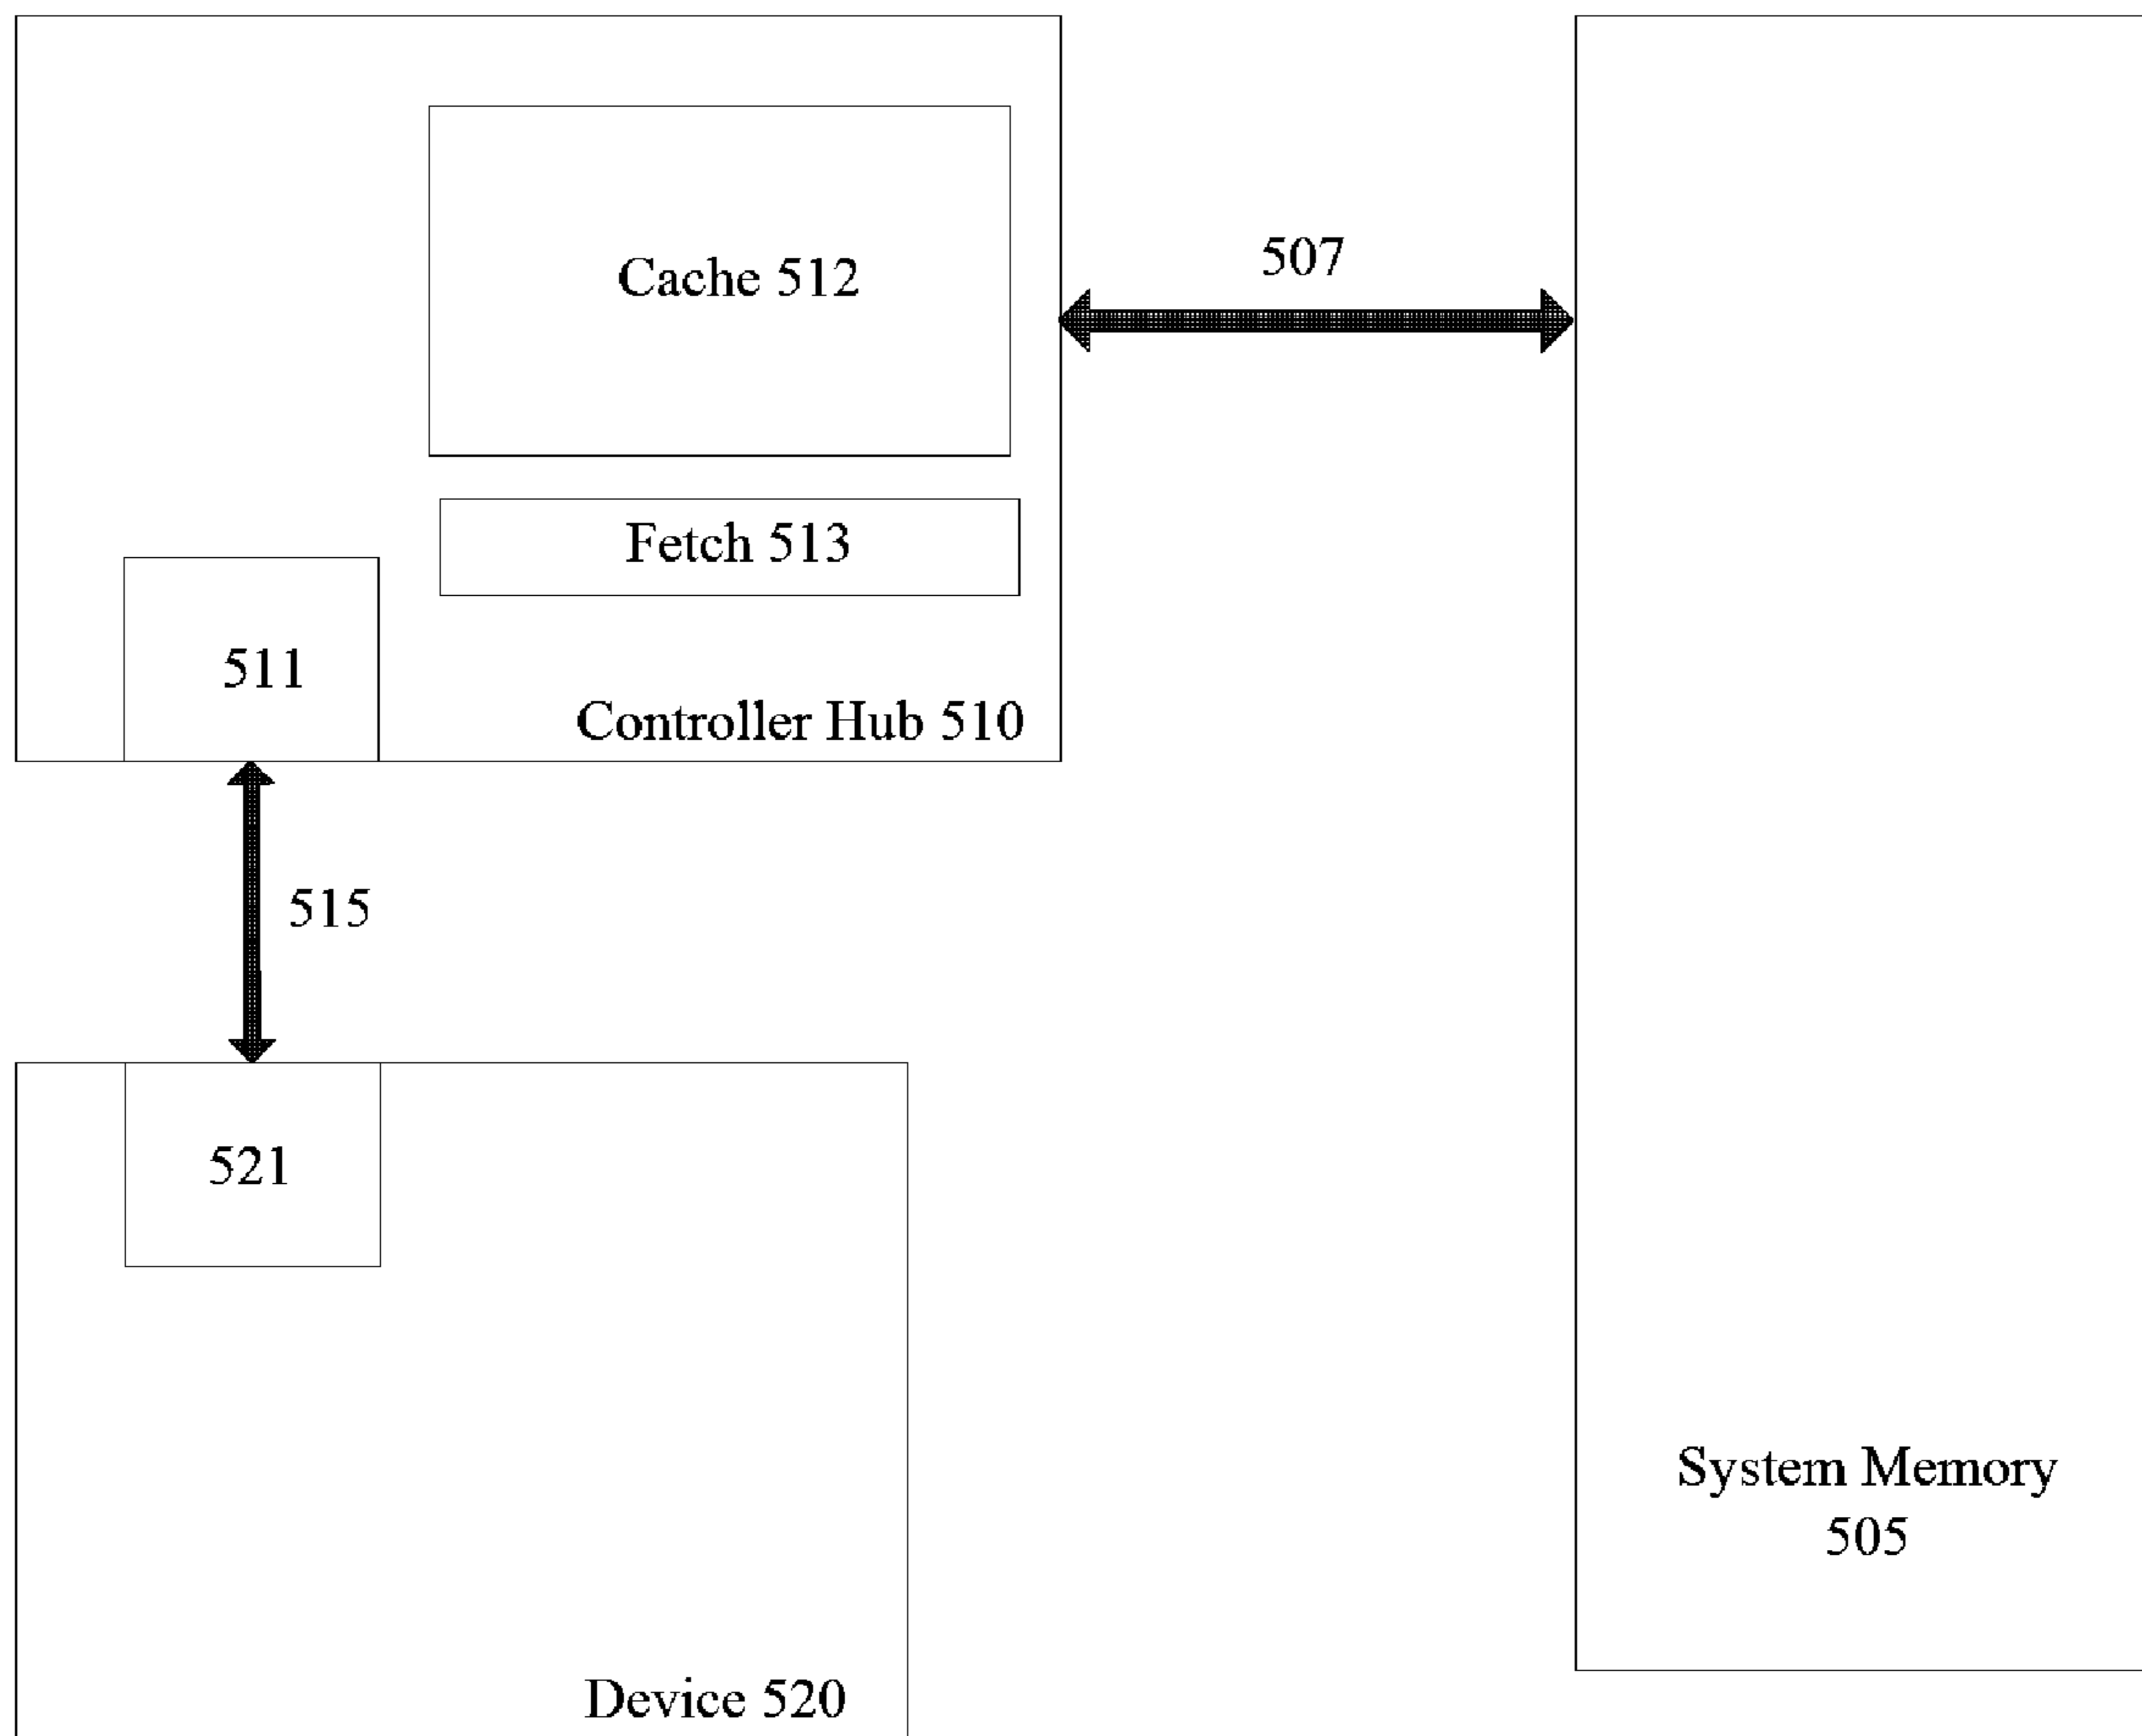 Cache 512
507
Fetch 513
511
Controller Hub 510
515
521
System Memory
505
Device 520